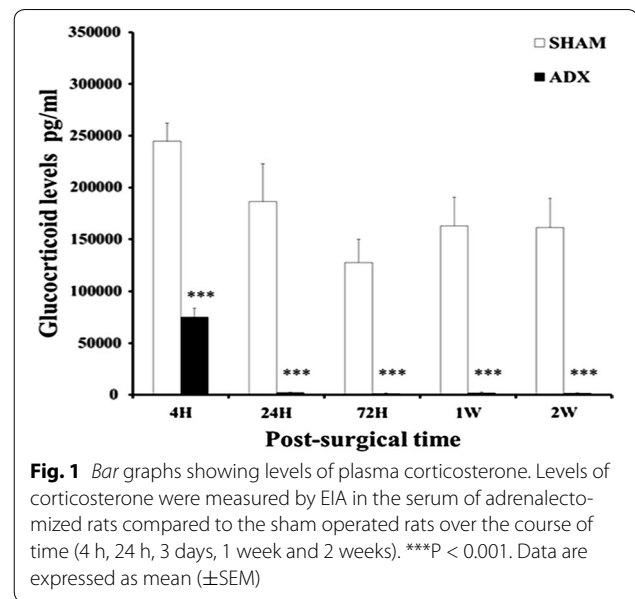 350000
SHAM
300000
ADX
250000
200000
150000
100000
50000
0
Glucocrticoid levels pg/ml
***
***
***
***
***
4H 24H 72H 1W 2W
Post-surgical time
Fig. 1 Bar graphs showing levels of plasma corticosterone. Levels of
corticosterone were measured by EIA in the serum of adrenalecto-
mized rats compared to the sham operated rats over the course of
time (4 h, 24 h, 3 days, 1 week and 2 weeks). ***P < 0.001. Data are
expressed as mean (±SEM)